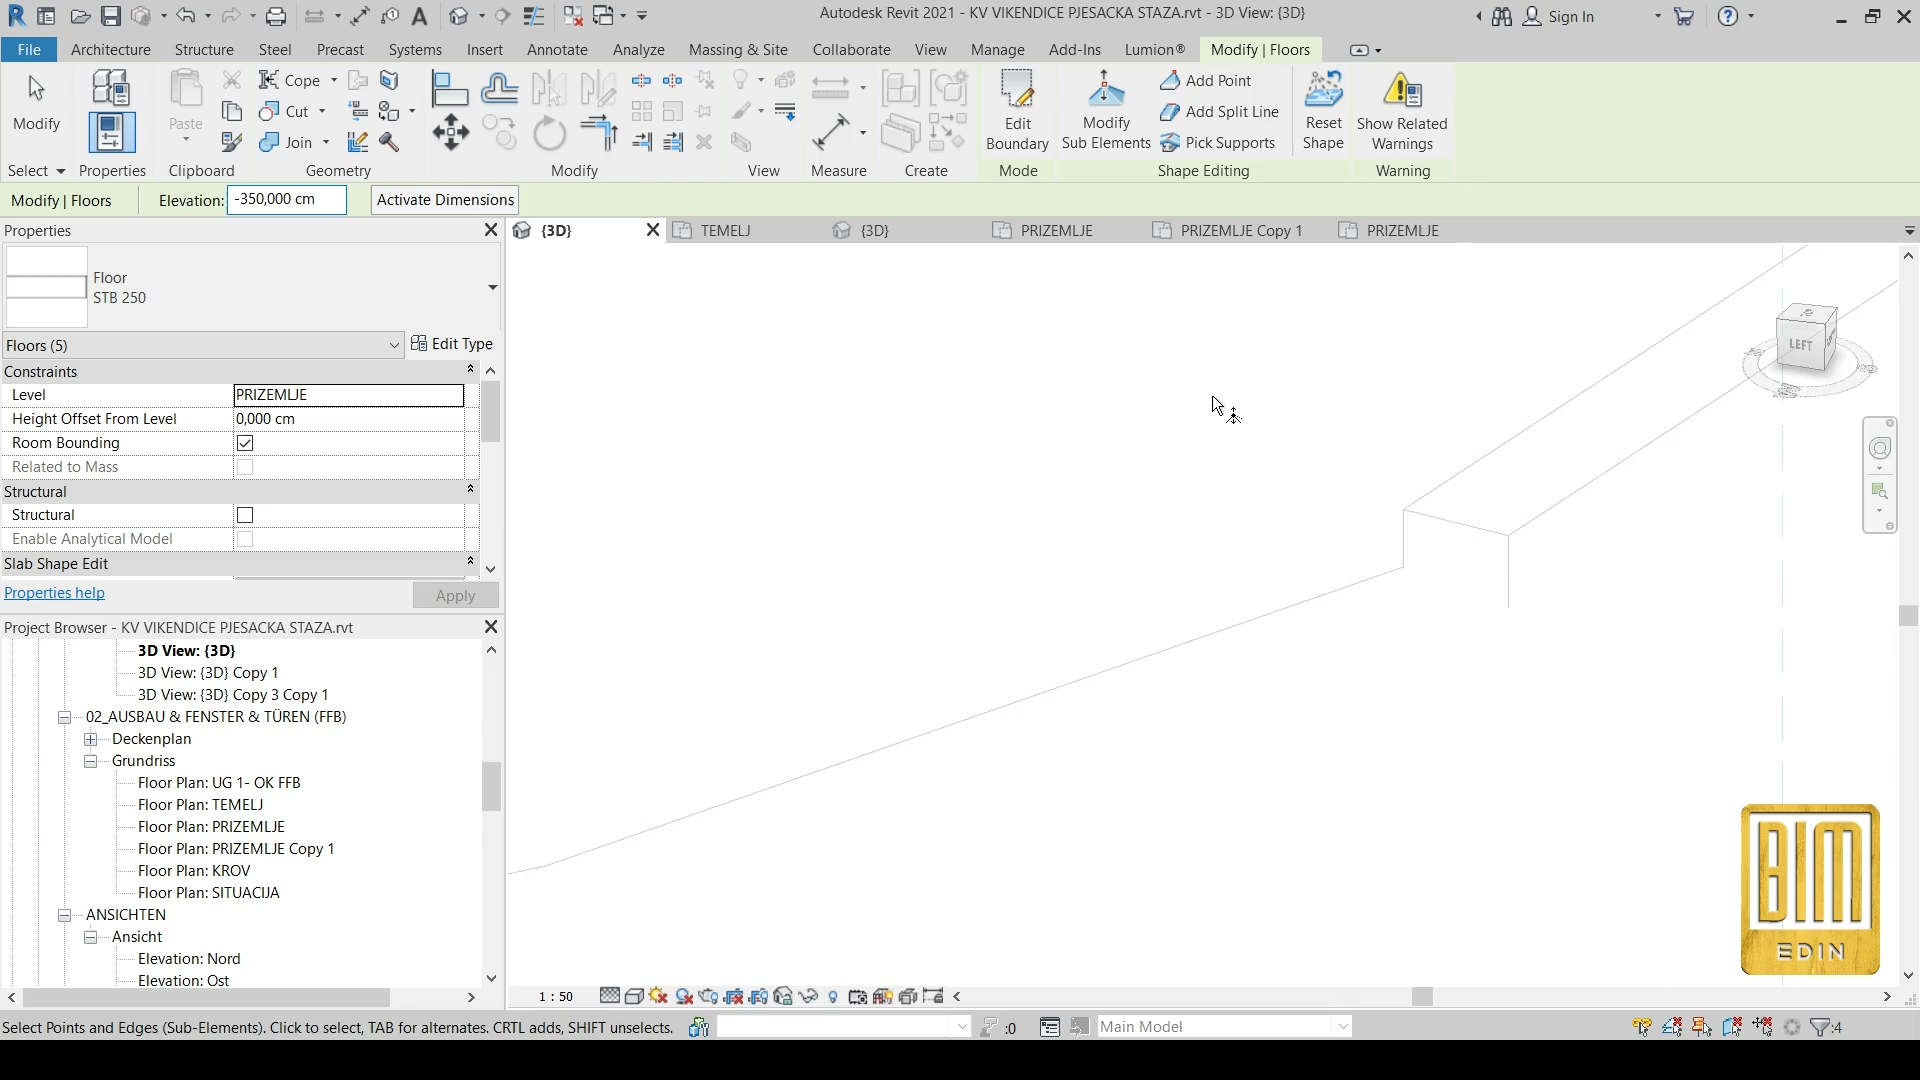 Autodesk Revit 2021 - KV VIKENDICE PJESACKA STAZA.rvt - 3D View: {3D}
Sign In
File Architecture Structure Steel Precast Systems Insert Annotate Analyze Massing & Site Collaborate View Manage Add-Ins Lumion® Modify | Floors
Cope
Add Point
Modify
Paste
Cut
Edit
Boundary
Modify
Sub Elements
Add Split Line
Reset
Shape
Show Related
Warnings
Join
Pick Supports
Select Properties Clipboard Geometry Modify View Measure Create Mode Shape Editing Warning
Modify | Floors Elevation: -350,000 cm Activate Dimensions
Properties
{3D} TEMELJ {3D} PRIZEMLJE PRIZEMLJE Copy 1 PRIZEMLJE
Floor
STB 250
Floors (5) Edit Type
Constraints
Level PRIZEMLJE
Height Offset From Level 0,000 cm
Room Bounding
Related to Mass
Structural
Structural
Enable Analytical Model
Slab Shape Edit
Properties help Apply
LEFT
Project Browser - KV VIKENDICE PJESACKA STAZA.rvt
3D View: {3D}
3D View: {3D} Copy 1
3D View: {3D} Copy 3 Copy 1
02_AUSBAU & FENSTER & TÜREN (FFB)
Deckenplan
Grundriss
Floor Plan: UG 1- OK FFB
Floor Plan: TEMELJ
Floor Plan: PRIZEMLJE
Floor Plan: PRIZEMLJE Copy 1
Floor Plan: KROV
Floor Plan: SITUACIJA
ANSICHTEN
Ansicht
Elevation: Nord
Elevation: Ost
BIM
EDIN
1 : 50
Select Points and Edges (Sub-Elements). Click to select, TAB for alternates. CRTL adds, SHIFT unselects. :0 Main Model :4